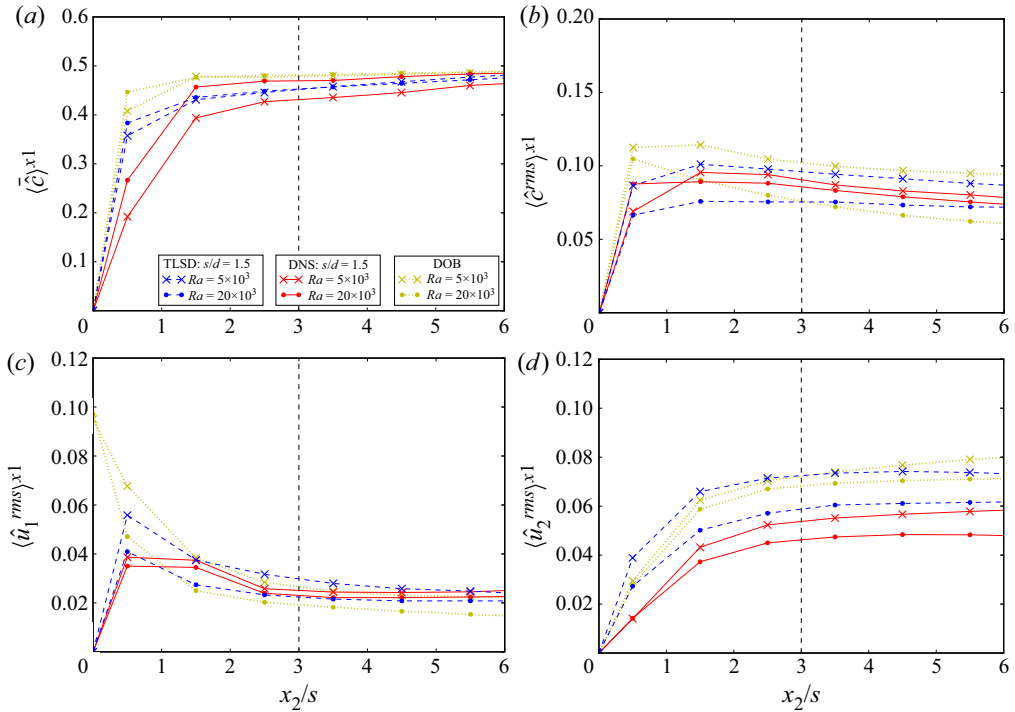 (a)
⟨c̄̂⟩^x1
0.6
0.5
0.4
0.3
0.2
0.1
0 1 2 3 4 5 6
TLSD: s/d = 1.5
Ra = 5×10³
Ra = 20×10³
DNS: s/d = 1.5
Ra = 5×10³
Ra = 20×10³
DOB
Ra = 5×10³
Ra = 20×10³
(b)
⟨ĉ^rms⟩^x1
0.20
0.15
0.10
0.05
0 1 2 3 4 5 6
(c)
⟨û₁^rms⟩^x1
0.12
0.10
0.08
0.06
0.04
0.02
0 1 2 3 4 5 6
x₂/s
(d)
⟨û₂^rms⟩^x1
0.12
0.10
0.08
0.06
0.04
0.02
0 1 2 3 4 5 6
x₂/s